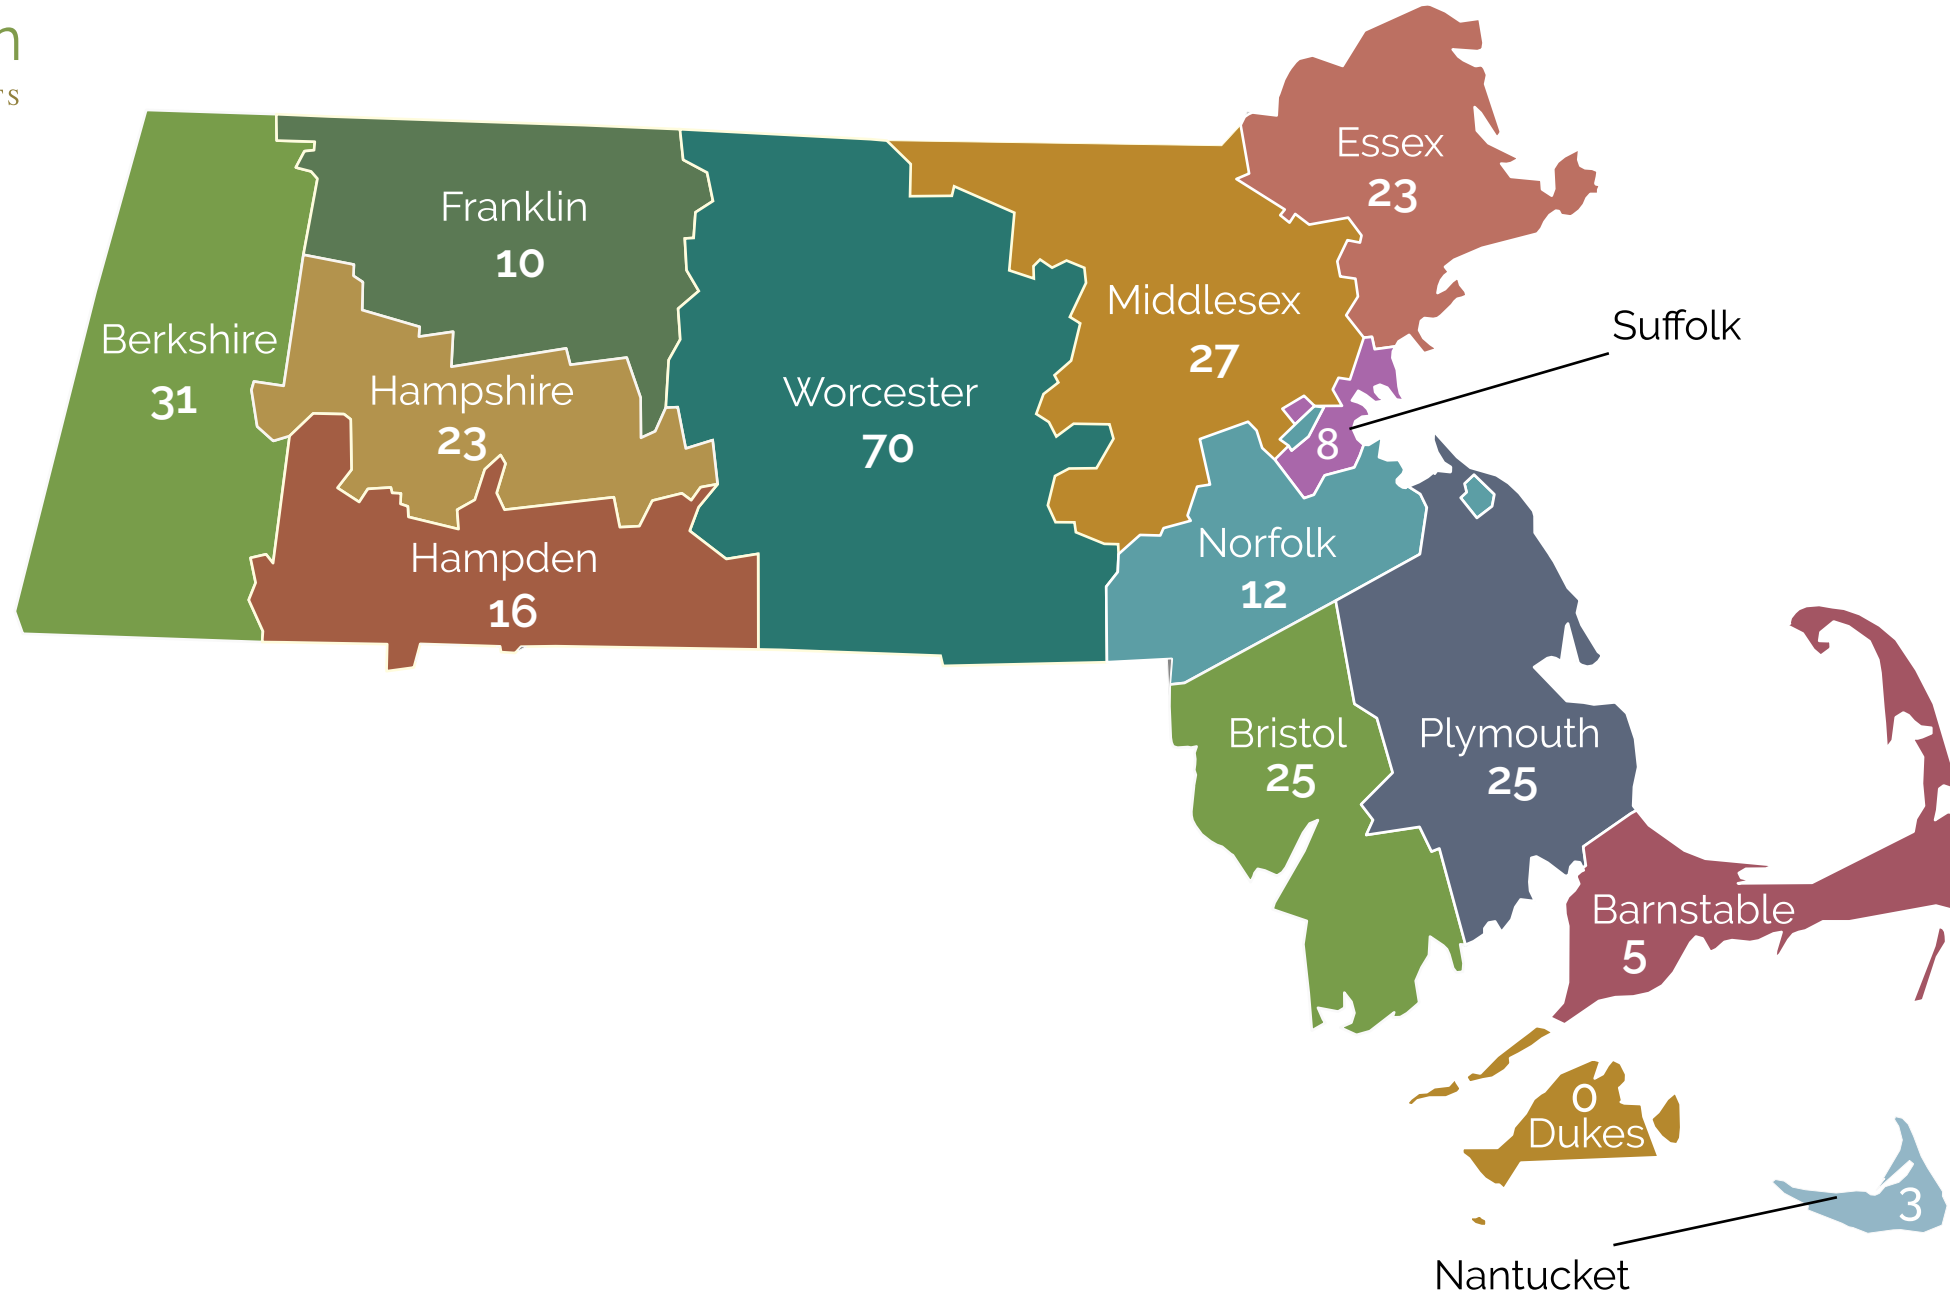 n
TS
Essex
23
Franklin
10
Middlesex
27
Suffolk
8
Berkshire
31
Hampshire
23
Worcester
70
Norfolk
12
Hampden
16
Bristol
25
Plymouth
25
Barnstable
5
0
Dukes
3
Nantucket